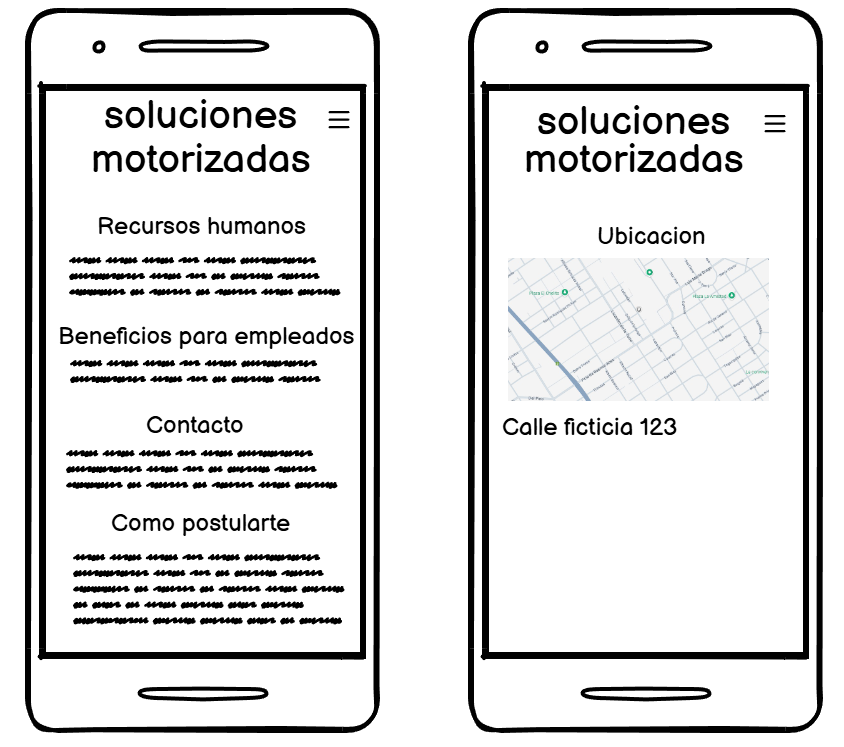 soluciones
motorizadas
Recursos humanos
Beneficios para empleados
Contacto
Como postularte
soluciones
motorizadas
Ubicacion
Calle ficticia 123